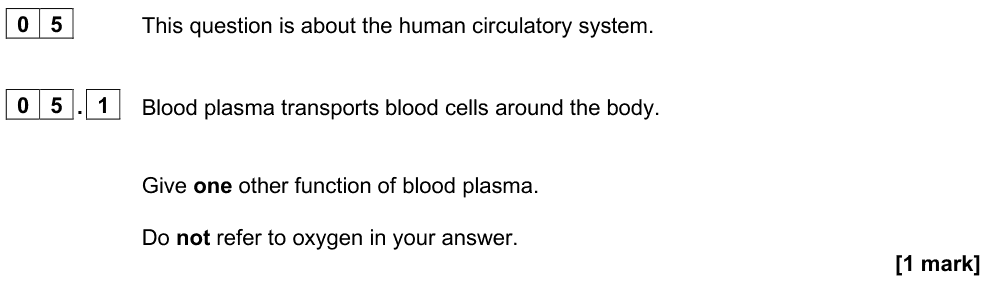 0 5 This question is about the human circulatory system.
0 5 . 1 Blood plasma transports blood cells around the body.
Give one other function of blood plasma.
Do not refer to oxygen in your answer.
[1 mark]